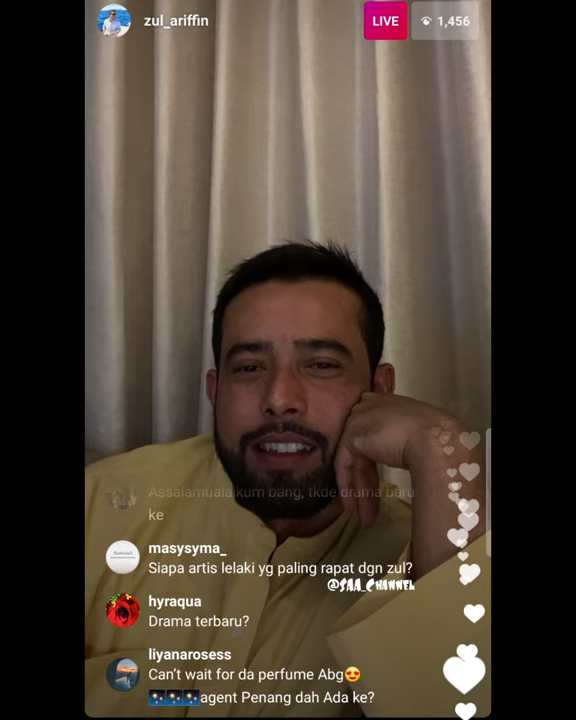 zul_ariffin
LIVE
1,456
Assalamualaikum bang, tkde drama baru
ke
masysyma_
Siapa artis lelaki yg paling rapat dgn zul?
@SAA_CHANNEL
hyraqua
Drama terbaru?
liyanarosess
Can't wait for da perfume Abg😍
🎇🎇🎇agent Penang dah Ada ke?